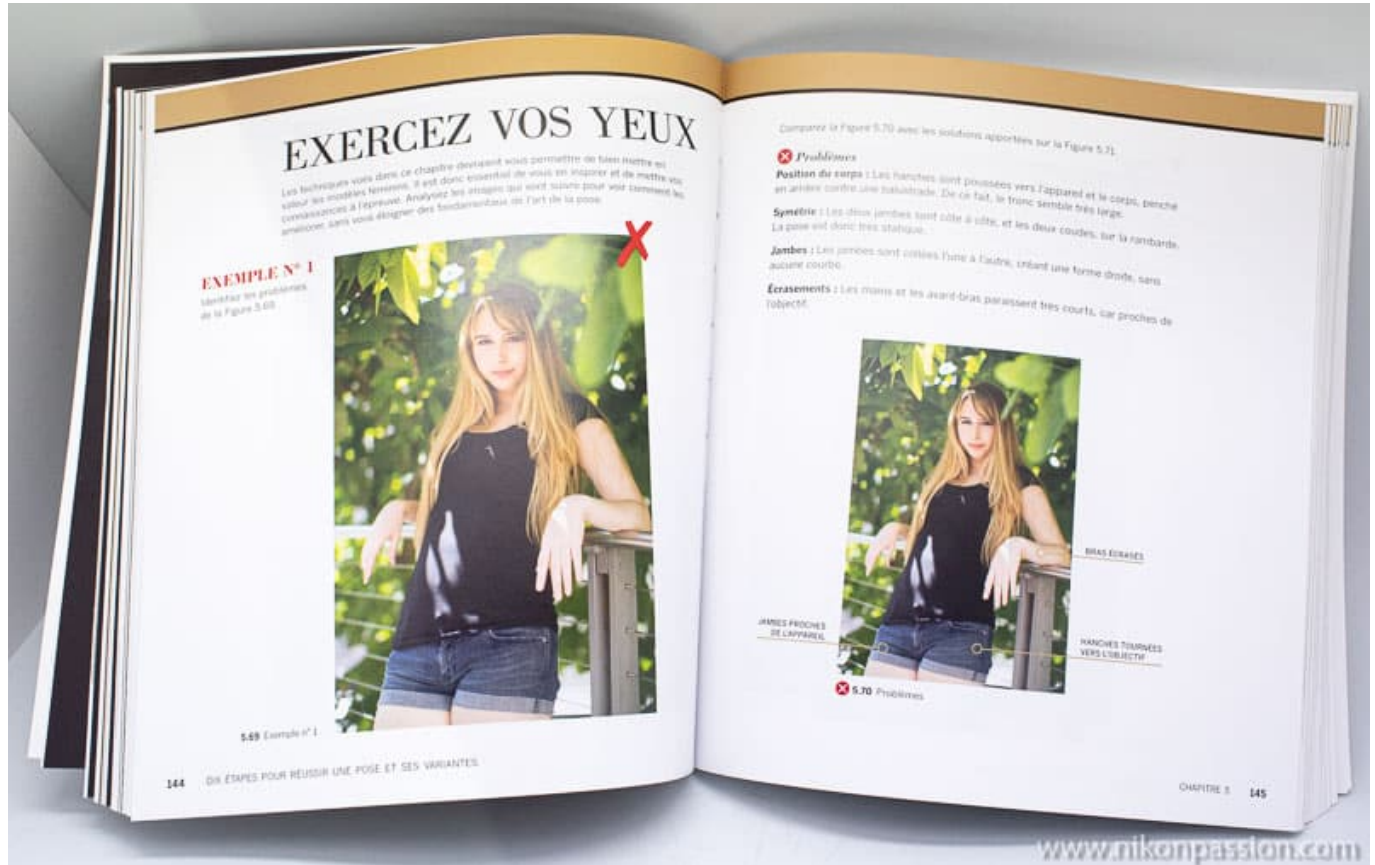 EXERCEZ VOS YEUX
Les techniques vues dans ce chapitre devraient vous permettre de bien mettre en
valeur les modèles féminins. Il est donc essentiel de vous en inspirer et de mettre vos
connaissances à l'épreuve. Analysez les images qui vont suivre pour voir comment les
améliorer, sans vous éloigner des fondamentaux de l'art de la pose.
EXEMPLE N° 1
Identifiez les problèmes
de la Figure 5.69.
5.69 Exemple n° 1
144 DIX ÉTAPES POUR RÉUSSIR UNE POSE ET SES VARIANTES
Comparez la Figure 5.70 avec les solutions apportées sur la Figure 5.71.
Problèmes
Position du corps : Les hanches sont poussées vers l'appareil et le corps, penché
en arrière contre une balustrade. De ce fait, le tronc semble très large.
Symétrie : Les deux jambes sont côte à côte, et les deux coudes, sur la rambarde.
La pose est donc très statique.
Jambes : Les jambes sont collées l'une à l'autre, créant une forme droite, sans
aucune courbe.
Écrasements : Les mains et les avant-bras paraissent très courts, car proches de
l'objectif.
BRAS ÉCRASÉS
JAMBES PROCHES
DE L'APPAREIL
HANCHES TOURNÉES
VERS L'OBJECTIF
5.70 Problèmes
CHAPITRE 5 145
www.nikonpassion.com